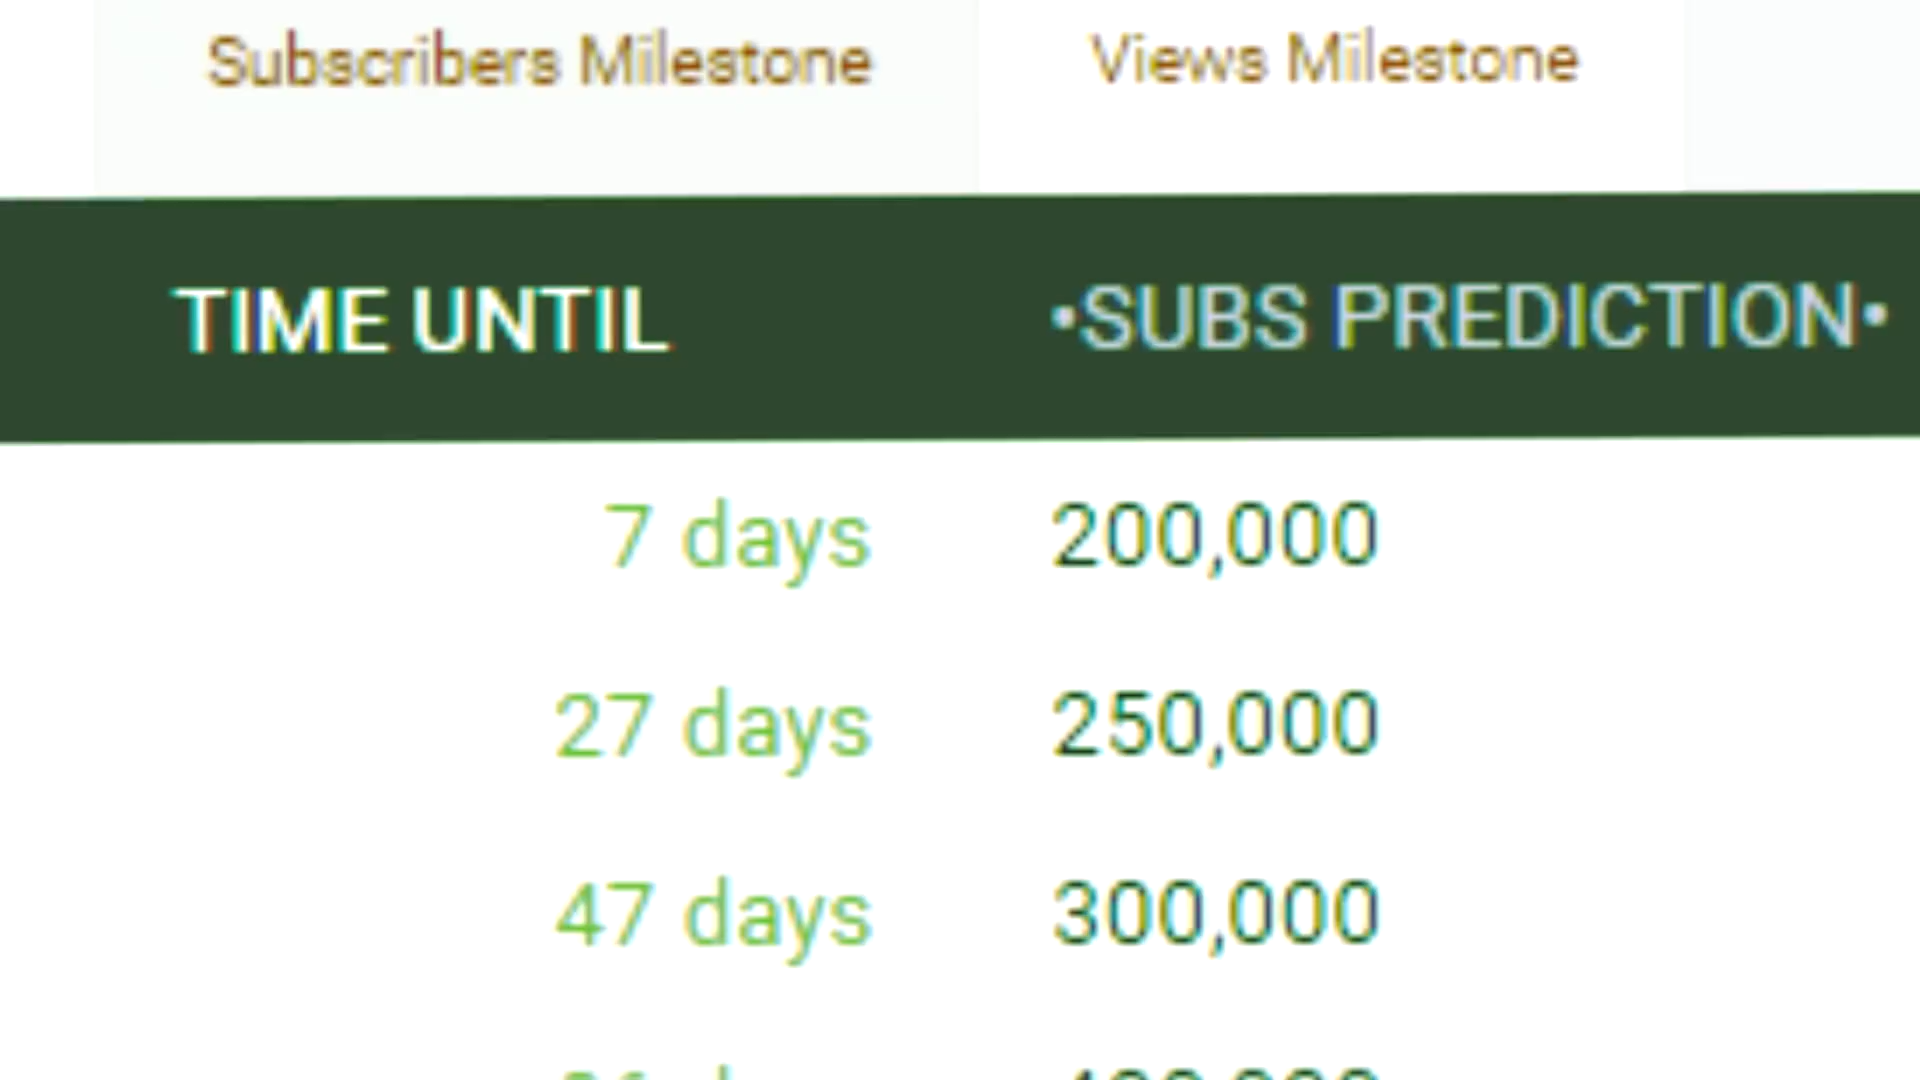 Subscribers Milestone Views Milestone
TIME UNTIL •SUBS PREDICTION•
7 days 200,000
27 days 250,000
47 days 300,000